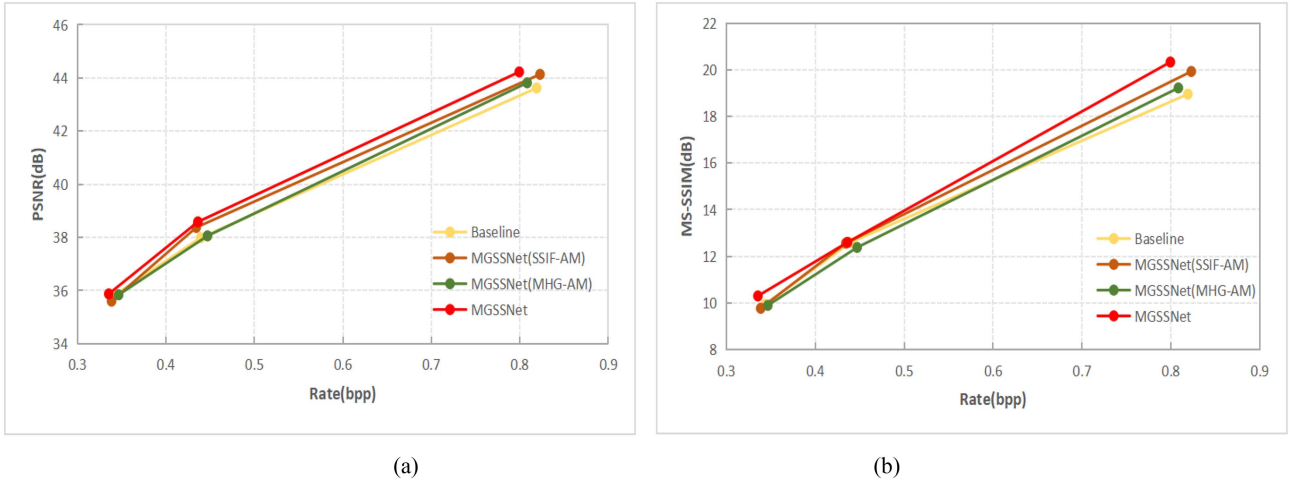 46
44
42
40
38
36
34
PSNR(dB)
0.3 0.4 0.5 0.6 0.7 0.8 0.9
Rate(bpp)
Baseline
MGSSNet(SSIF-AM)
MGSSNet(MHG-AM)
MGSSNet
(a)
22
20
18
16
14
12
10
8
MS-SSIM(dB)
0.3 0.4 0.5 0.6 0.7 0.8 0.9
Rate(bpp)
Baseline
MGSSNet(SSIF-AM)
MGSSNet(MHG-AM)
MGSSNet
(b)